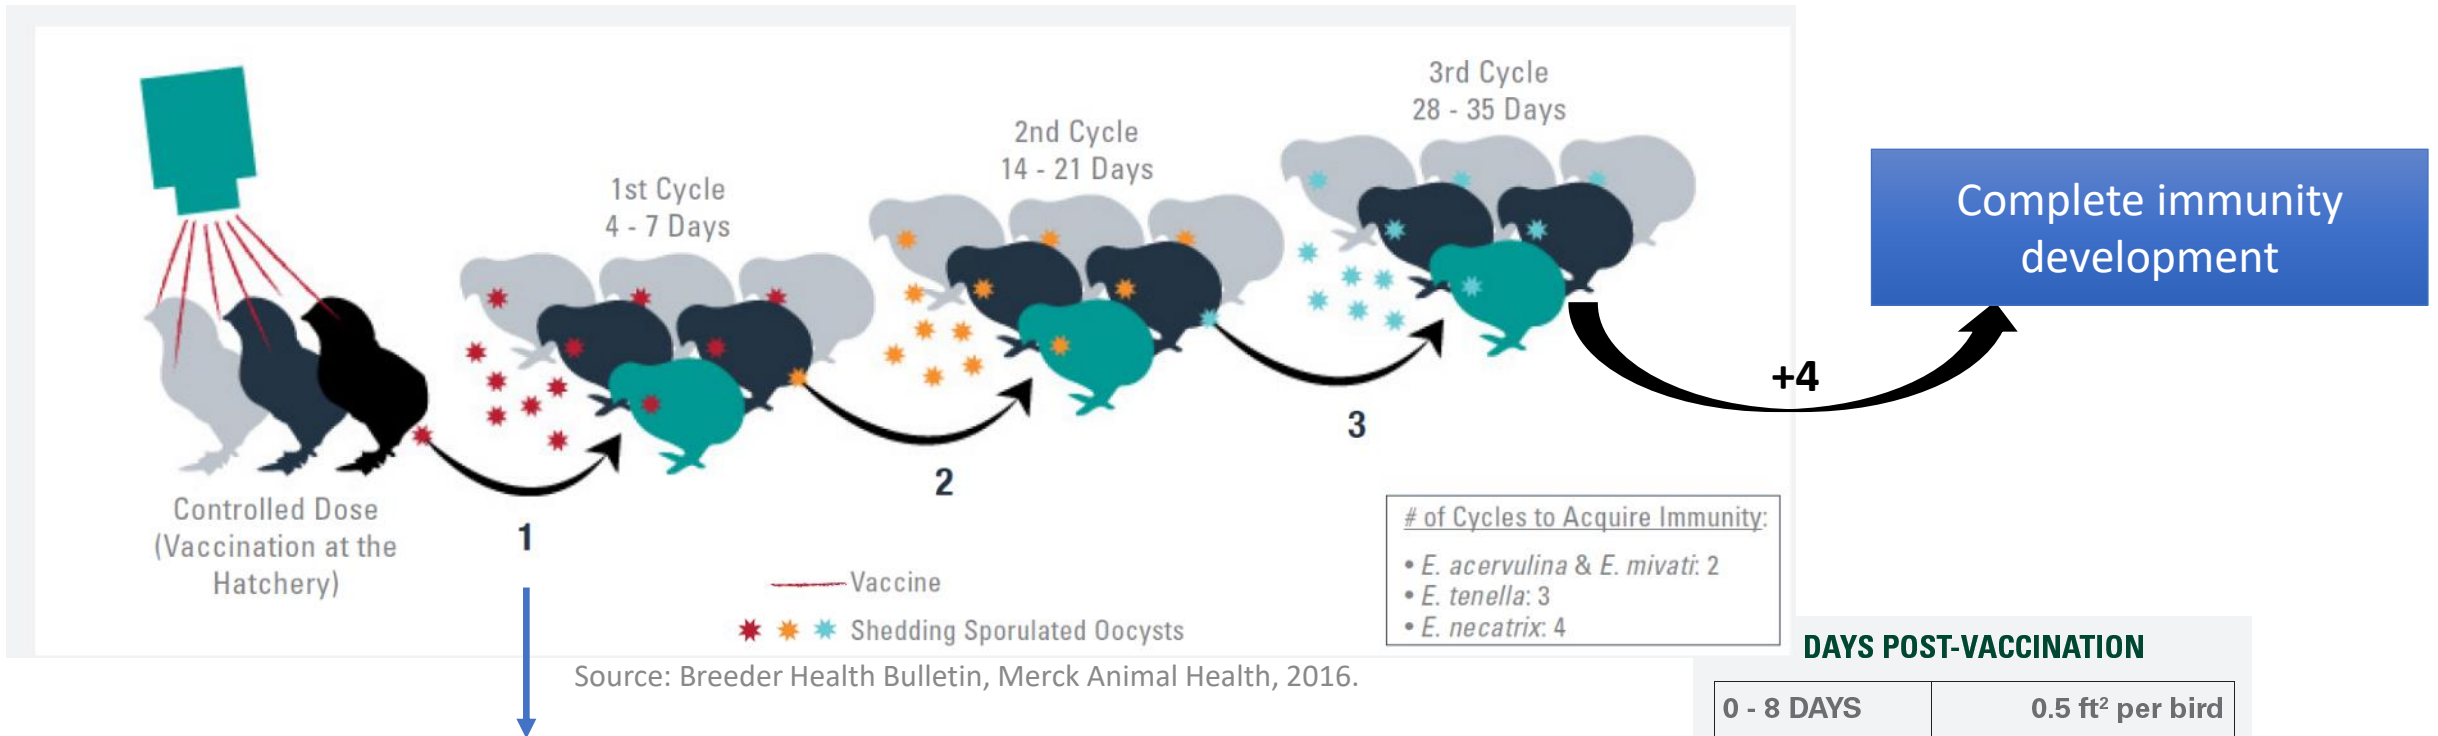 3rd Cycle
28 - 35 Days
2nd Cycle
14 - 21 Days
1st Cycle
4 - 7 Days
Complete immunity
development
+4
3
2
1
Controlled Dose
(Vaccination at the
Hatchery)
Vaccine
Shedding Sporulated Oocysts
# of Cycles to Acquire Immunity:
• E. acervulina & E. mivati: 2
• E. tenella: 3
• E. necatrix: 4
Source: Breeder Health Bulletin, Merck Animal Health, 2016.
DAYS POST-VACCINATION
0 - 8 DAYS 0.5 ft² per bird